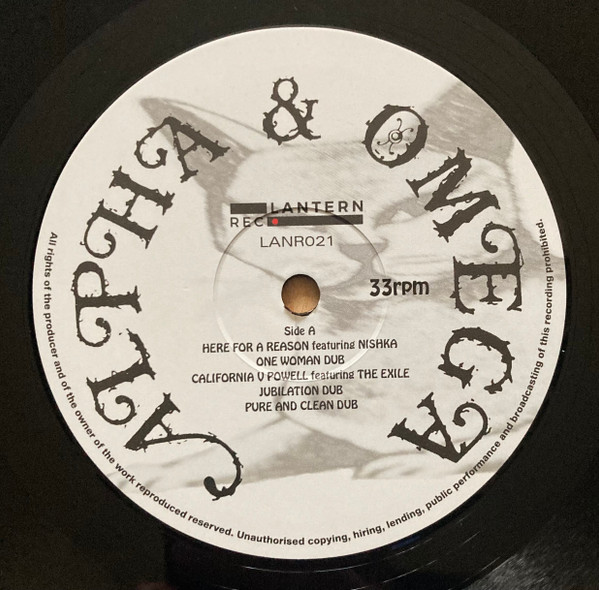 ALPHA & OMEGA
LANTERN
REC
LANR021
33rpm
Side A
HERE FOR A REASON featuring NISHKA
ONE WOMAN DUB
CALIFORNIA V POWELL featuring THE EXILE
JUBILATION DUB
PURE AND CLEAN DUB
All rights of the producer and of the owner of the work reproduced reserved. Unauthorised copying, hiring, lending, public performance and broadcasting of this recording prohibited.